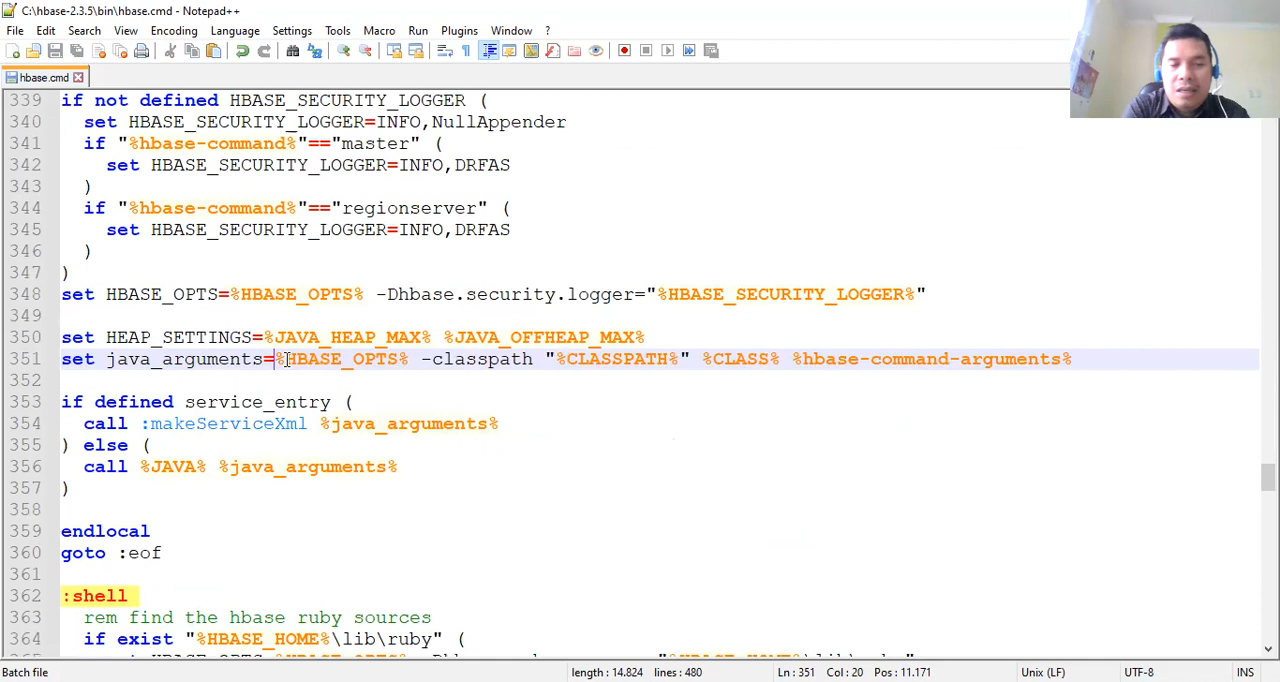 C:\hbase-2.3.5\bin\hbase.cmd - Notepad++
File Edit Search View Encoding Language Settings Tools Macro Run Plugins Window ?
hbase.cmd
339 if not defined HBASE_SECURITY_LOGGER (
340 set HBASE_SECURITY_LOGGER=INFO,NullAppender
341 if "%hbase-command%"=="master" (
342 set HBASE_SECURITY_LOGGER=INFO,DRFAS
343 )
344 if "%hbase-command%"=="regionserver" (
345 set HBASE_SECURITY_LOGGER=INFO,DRFAS
346 )
347 )
348 set HBASE_OPTS=%HBASE_OPTS% -Dhbase.security.logger="%HBASE_SECURITY_LOGGER%"
349
350 set HEAP_SETTINGS=%JAVA_HEAP_MAX% %JAVA_OFFHEAP_MAX%
351 set java_arguments=%HBASE_OPTS% -classpath "%CLASSPATH%" %CLASS% %hbase-command-arguments%
352
353 if defined service_entry (
354 call :makeServiceXml %java_arguments%
355 ) else (
356 call %JAVA% %java_arguments%
357 )
358
359 endlocal
360 goto :eof
361
362 :shell
363 rem find the hbase ruby sources
364 if exist "%HBASE_HOME%\lib\ruby" (
Batch file length : 14.824 lines : 480 Ln : 351 Col : 20 Pos : 11.171 Unix (LF) UTF-8 INS